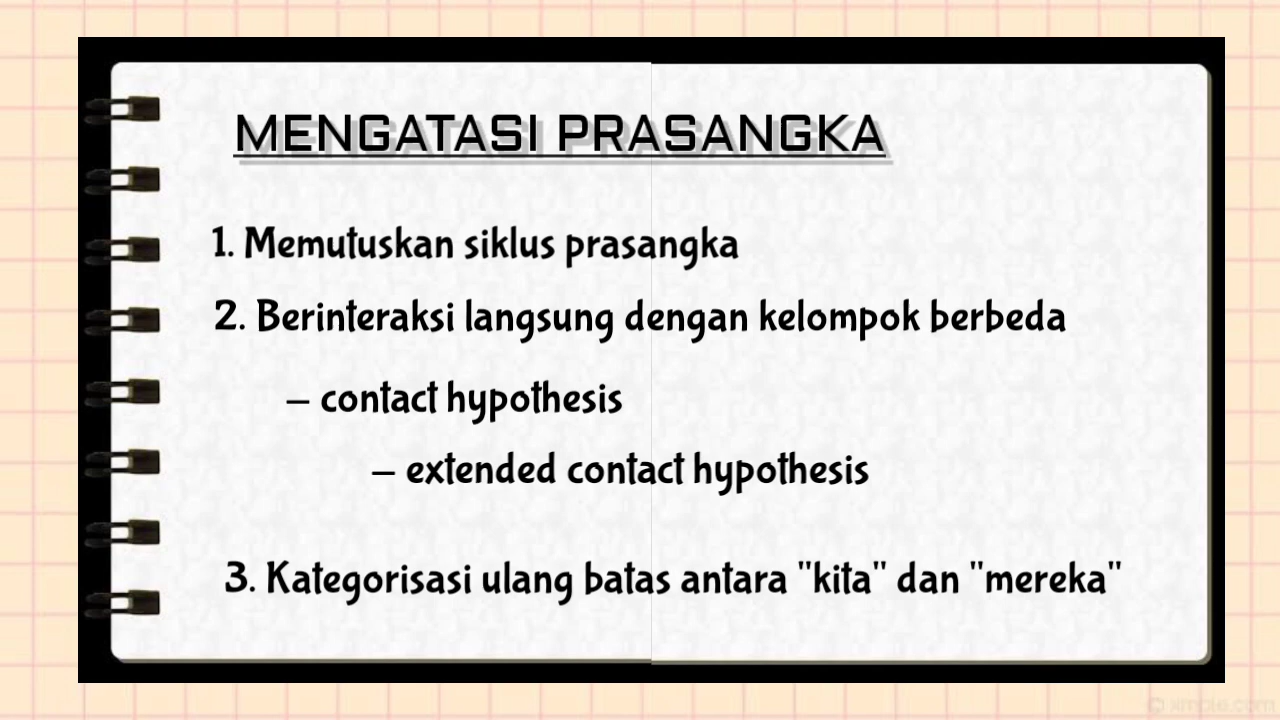 MENGATASI PRASANGKA
1. Memutuskan siklus prasangka
2. Berinteraksi langsung dengan kelompok berbeda
– contact hypothesis
– extended contact hypothesis
3. Kategorisasi ulang batas antara "kita" dan "mereka"